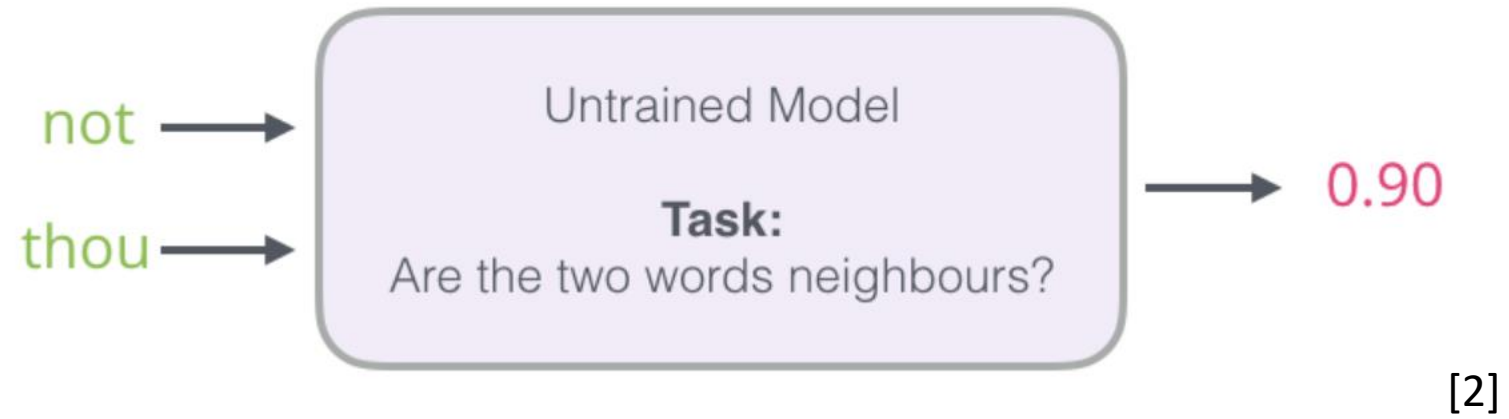 not
thou
Untrained Model
Task:
Are the two words neighbours?
0.90
[2]